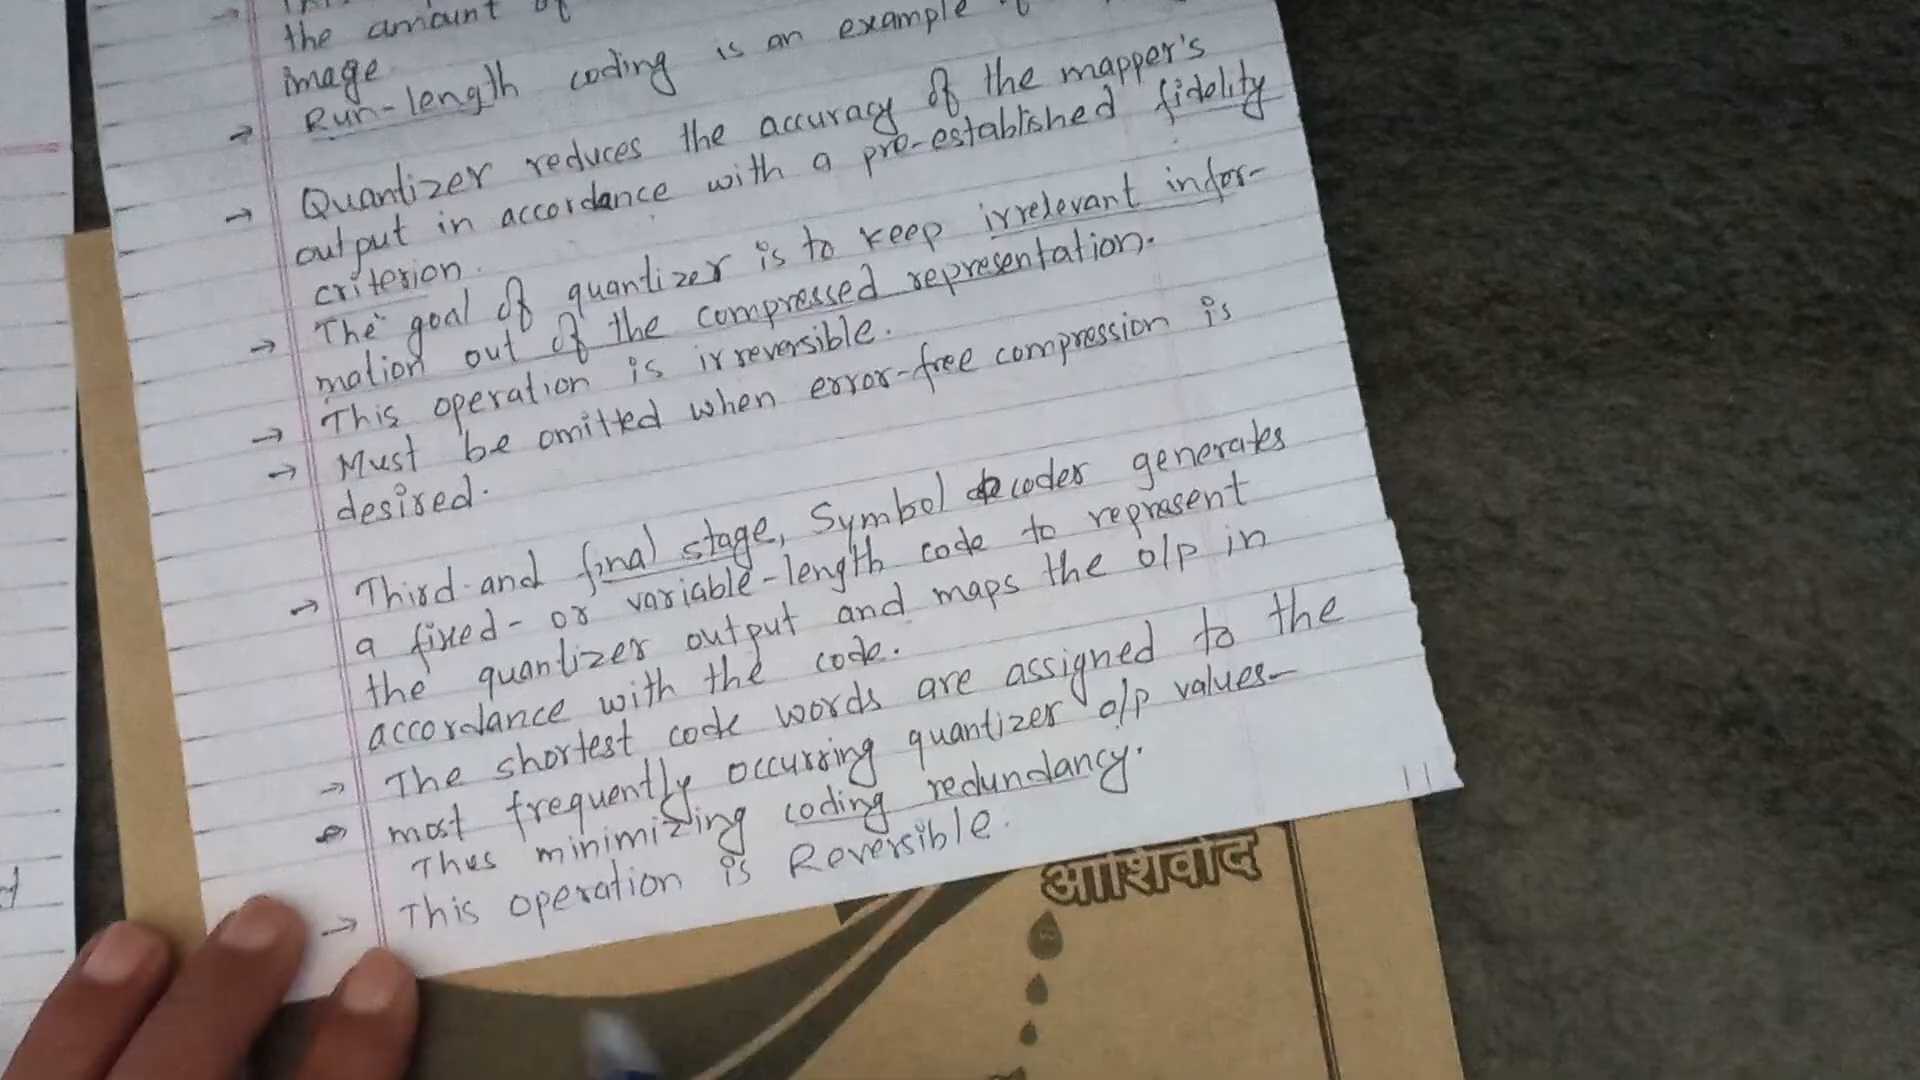 the amount of
image.
Run-length coding is an example
Quantizer reduces the accuracy of the mapper's
output in accordance with a pre-established fidelity
criterion.
The goal of quantizer is to keep irrelevant infor-
mation out of the compressed representation.
This operation is irreversible.
Must be omitted when error-free compression is
desired.
Third and final stage, Symbol coder generates
a fixed- or variable-length code to represent
the quantizer output and maps the o/p in
accordance with the code.
The shortest code words are assigned to the
most frequently occurring quantizer o/p values-
Thus minimizing coding redundancy.
This operation is Reversible.
आशिर्वाद